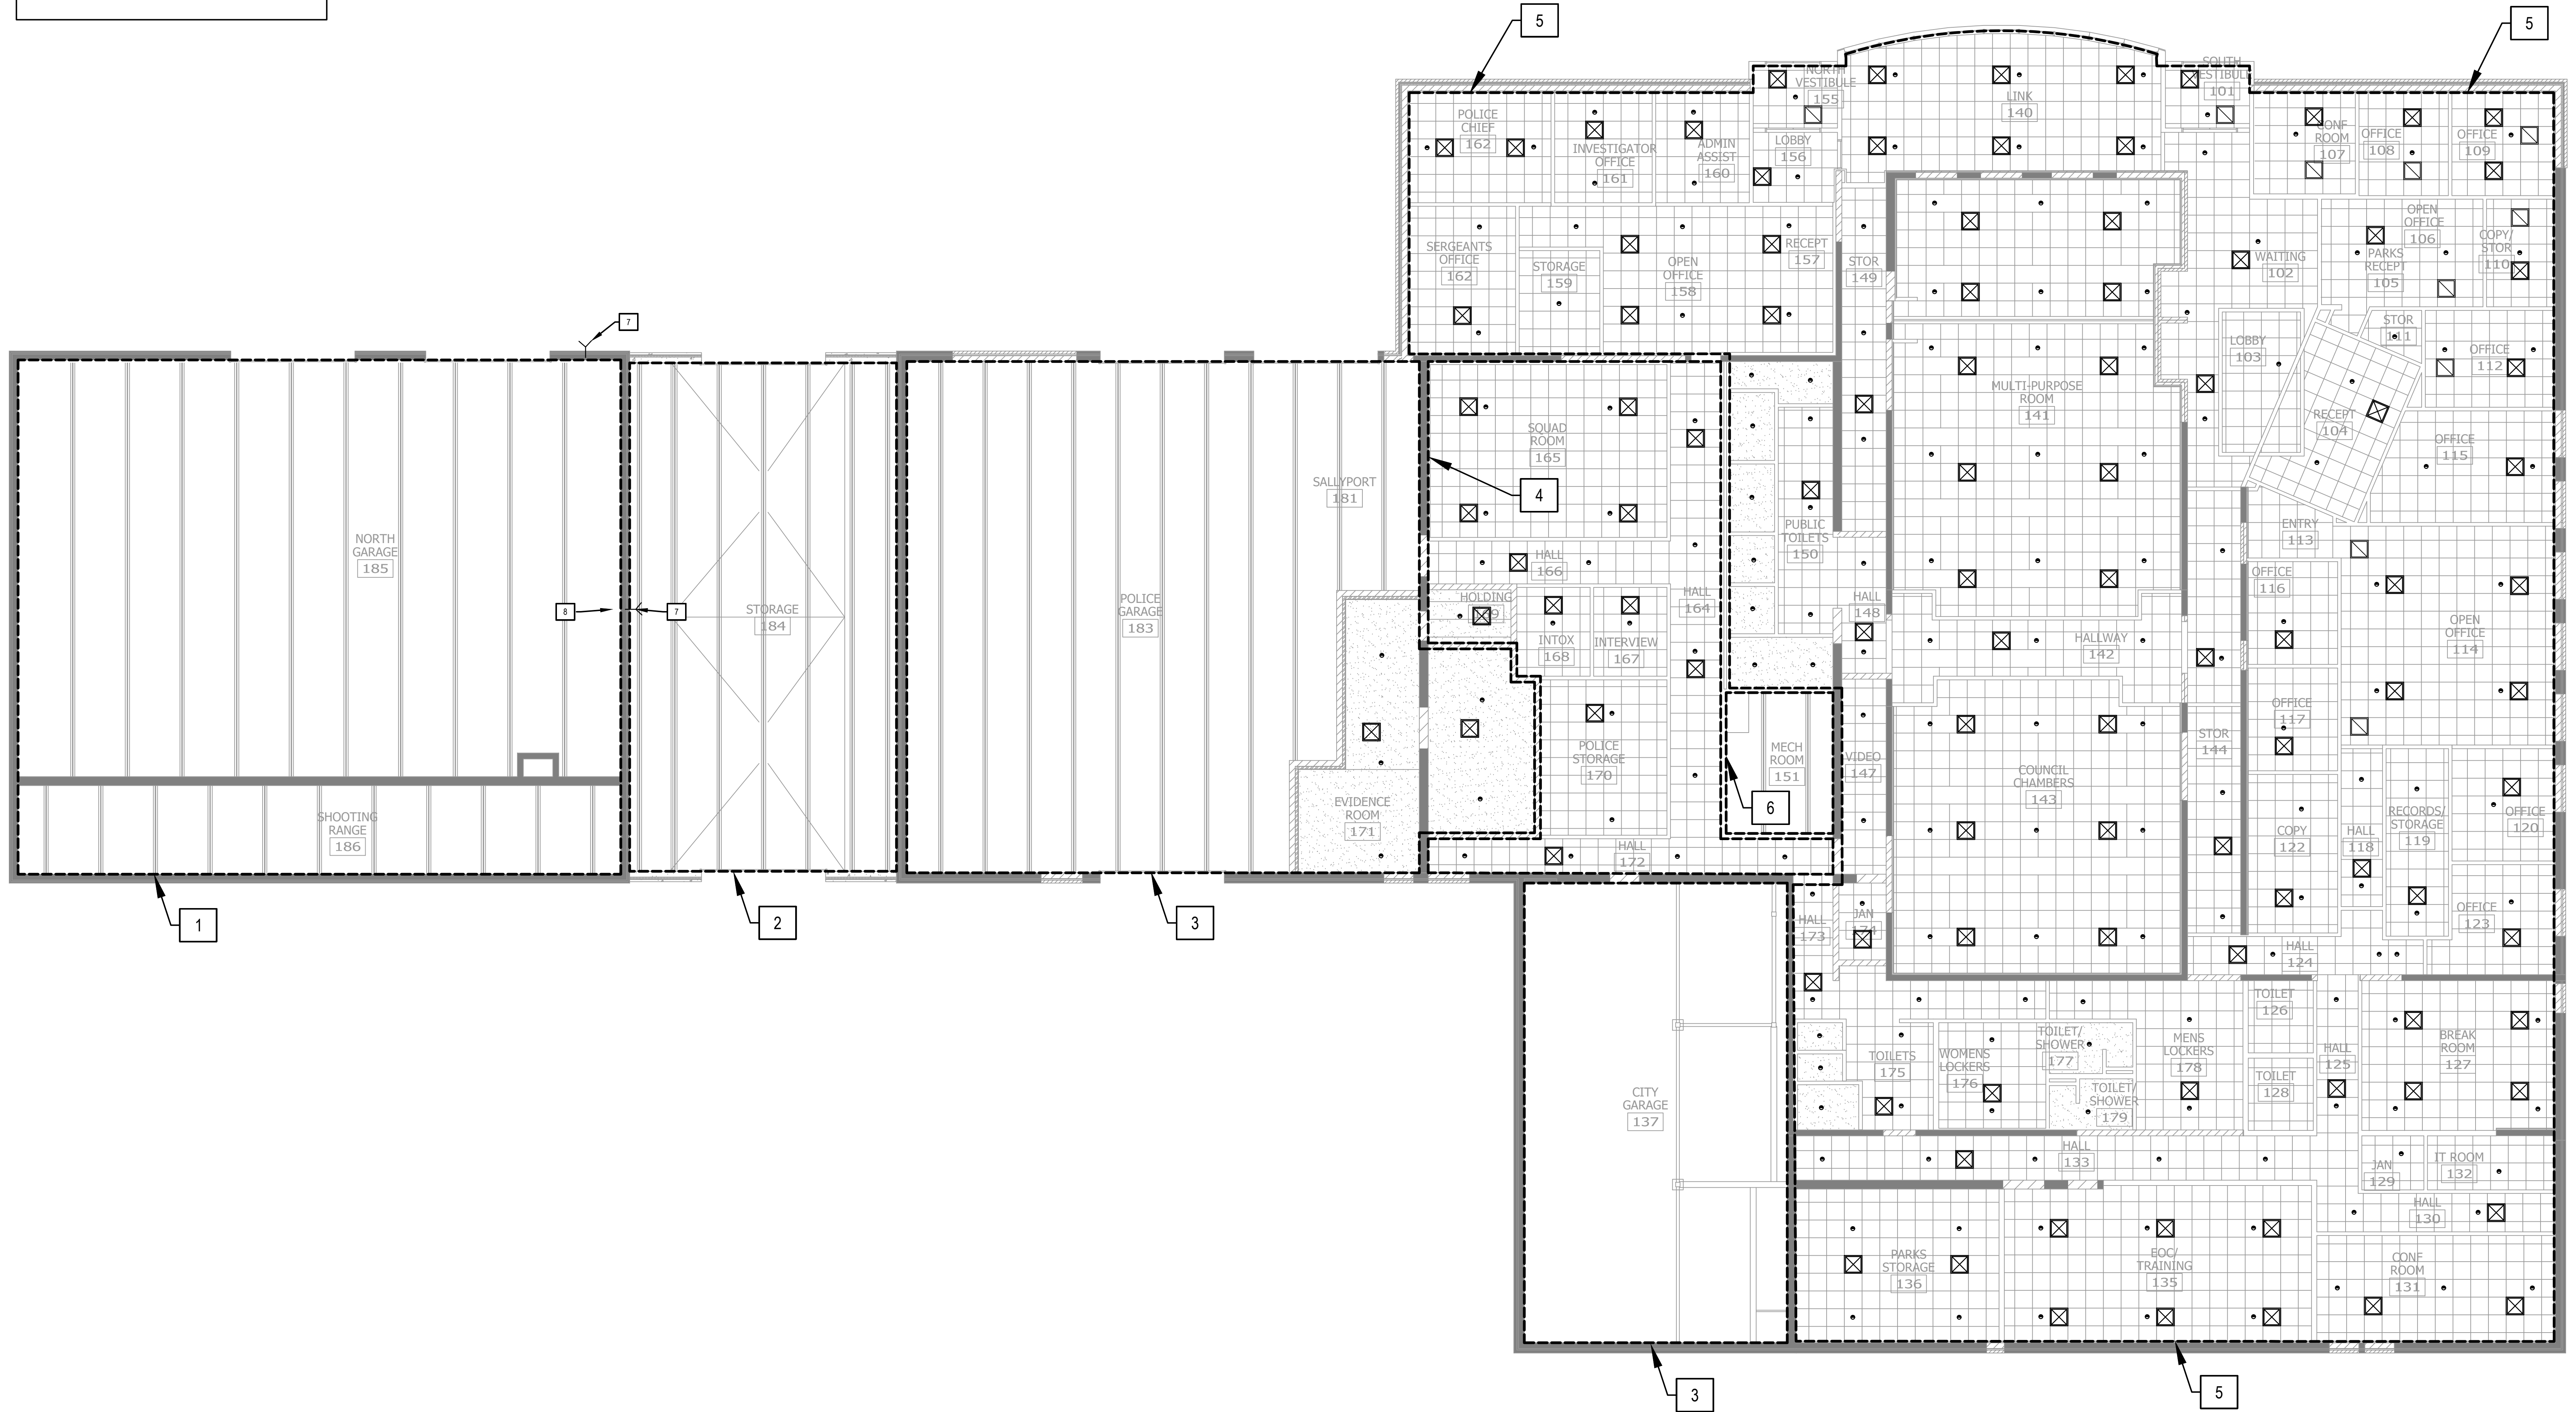 5
5
NORTH
VESTIBULE
155
LINK
140
SOUTH
VESTIBULE
101
POLICE
CHIEF
162
INVESTIGATOR
OFFICE
161
ADMIN
ASSIST
160
LOBBY
156
CONF
ROOM
107
OFFICE
108
OFFICE
109
SERGEANTS
OFFICE
162
STORAGE
159
OPEN
OFFICE
158
RECEPT
157
STOR
149
WAITING
102
OPEN
OFFICE
106
PARKS
RECEPT
105
COPY/
STOR
110
7
LOBBY
103
STOR
111
OFFICE
112
MULTI-PURPOSE
ROOM
141
RECEPT
104
OFFICE
115
SQUAD
ROOM
165
SALLYPORT
181
4
PUBLIC
TOILETS
150
ENTRY
113
NORTH
GARAGE
185
HALL
166
OFFICE
116
8
7
STORAGE
184
POLICE
GARAGE
183
HOLDING
INTOX
168
INTERVIEW
167
HALL
164
HALL
148
HALLWAY
142
OPEN
OFFICE
114
OFFICE
117
POLICE
STORAGE
170
MECH
ROOM
151
VIDEO
147
STOR
144
COUNCIL
CHAMBERS
143
6
EVIDENCE
ROOM
171
SHOOTING
RANGE
186
HALL
172
COPY
122
HALL
118
RECORDS/
STORAGE
119
OFFICE
120
1
2
3
HALL
173
JAN
174
OFFICE
123
HALL
124
TOILET
126
CITY
GARAGE
137
TOILETS
175
WOMENS
LOCKERS
176
TOILET/
SHOWER
177
MENS
LOCKERS
178
TOILET/
SHOWER
179
TOILET
128
HALL
125
BREAK
ROOM
127
HALL
133
JAN
129
IT ROOM
132
HALL
130
PARKS
STORAGE
136
EOC/
TRAINING
135
CONF
ROOM
131
3
5